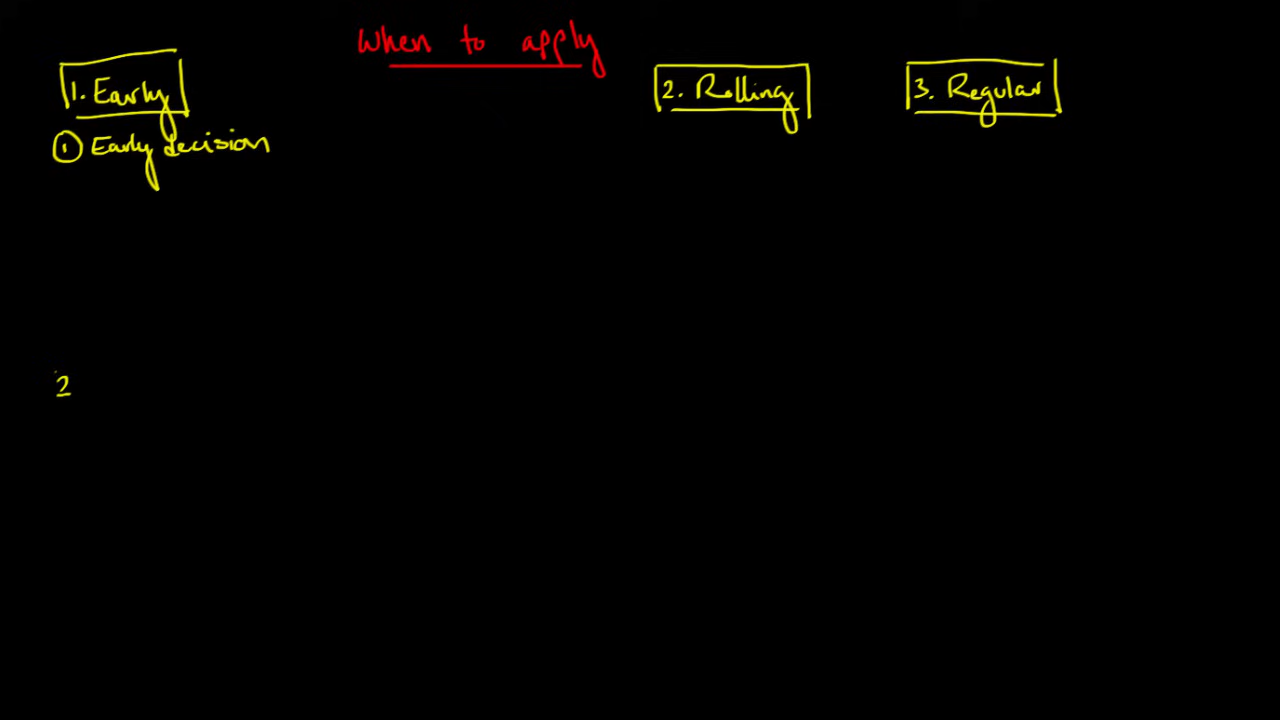 When to apply
1. Early
2. Rolling
3. Regular
① Early decision
2